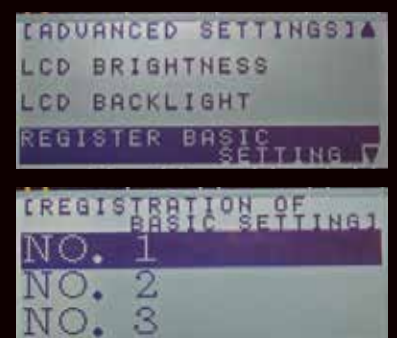 [ADVANCED SETTINGS]▲
LCD BRIGHTNESS
LCD BACKLIGHT
REGISTER BASIC
SETTING ▽
[REGISTRATION OF
BASIC SETTING]
NO. 1
NO. 2
NO. 3